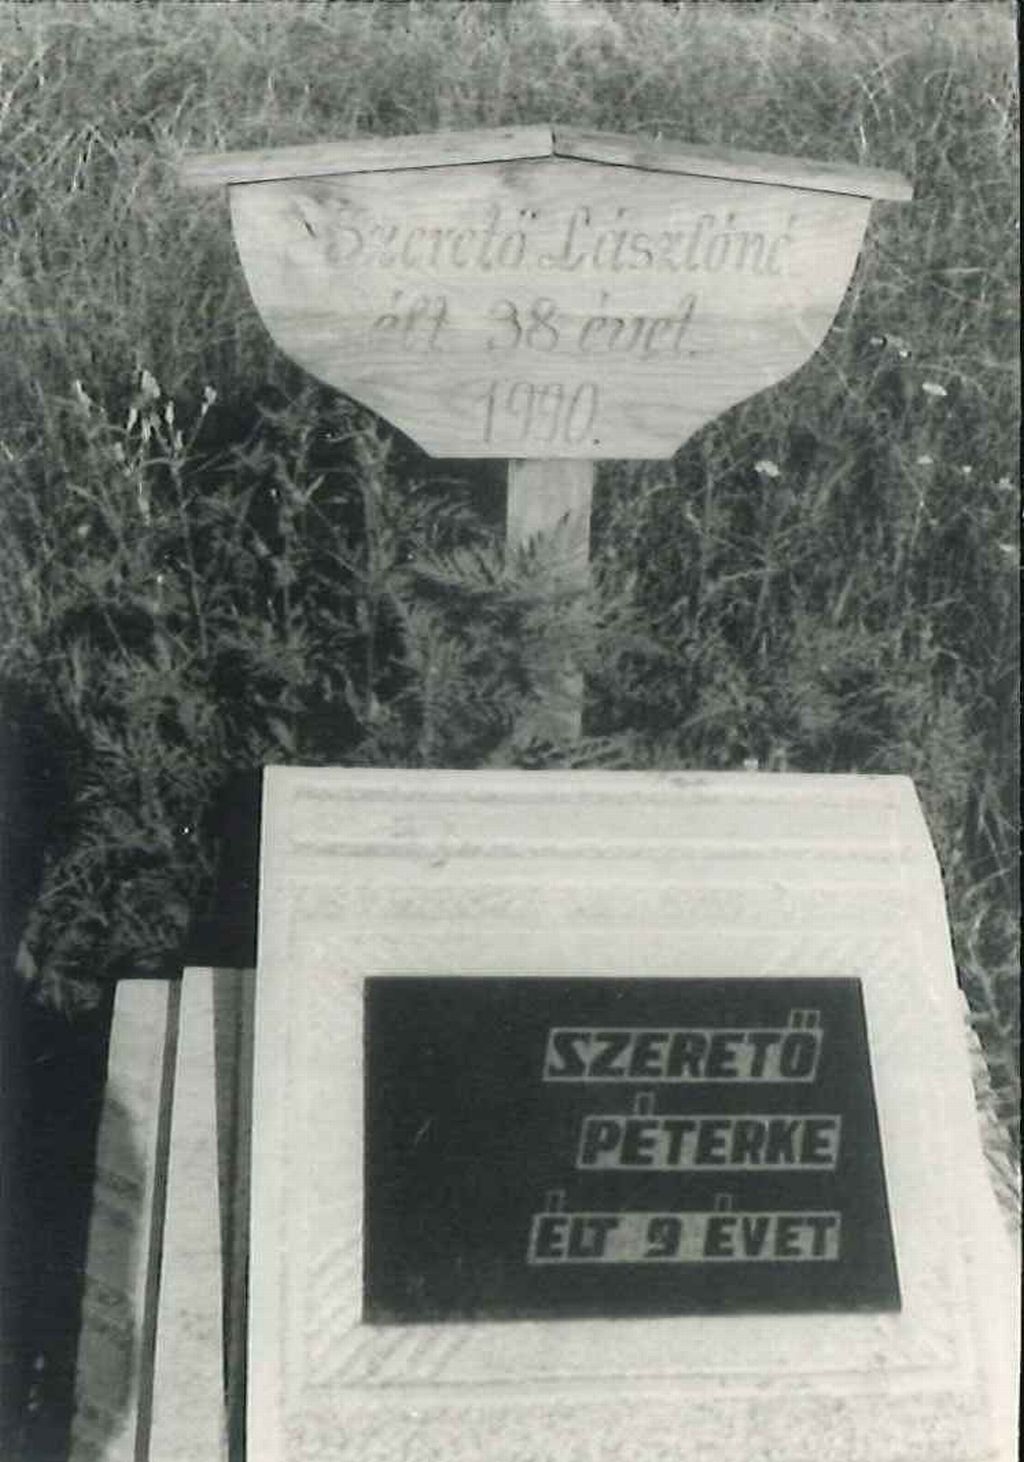 Szerető Lászlóné
élt 38 évet.
1990.
SZERETŐ
PÉTERKE
ÉLT 9 ÉVET